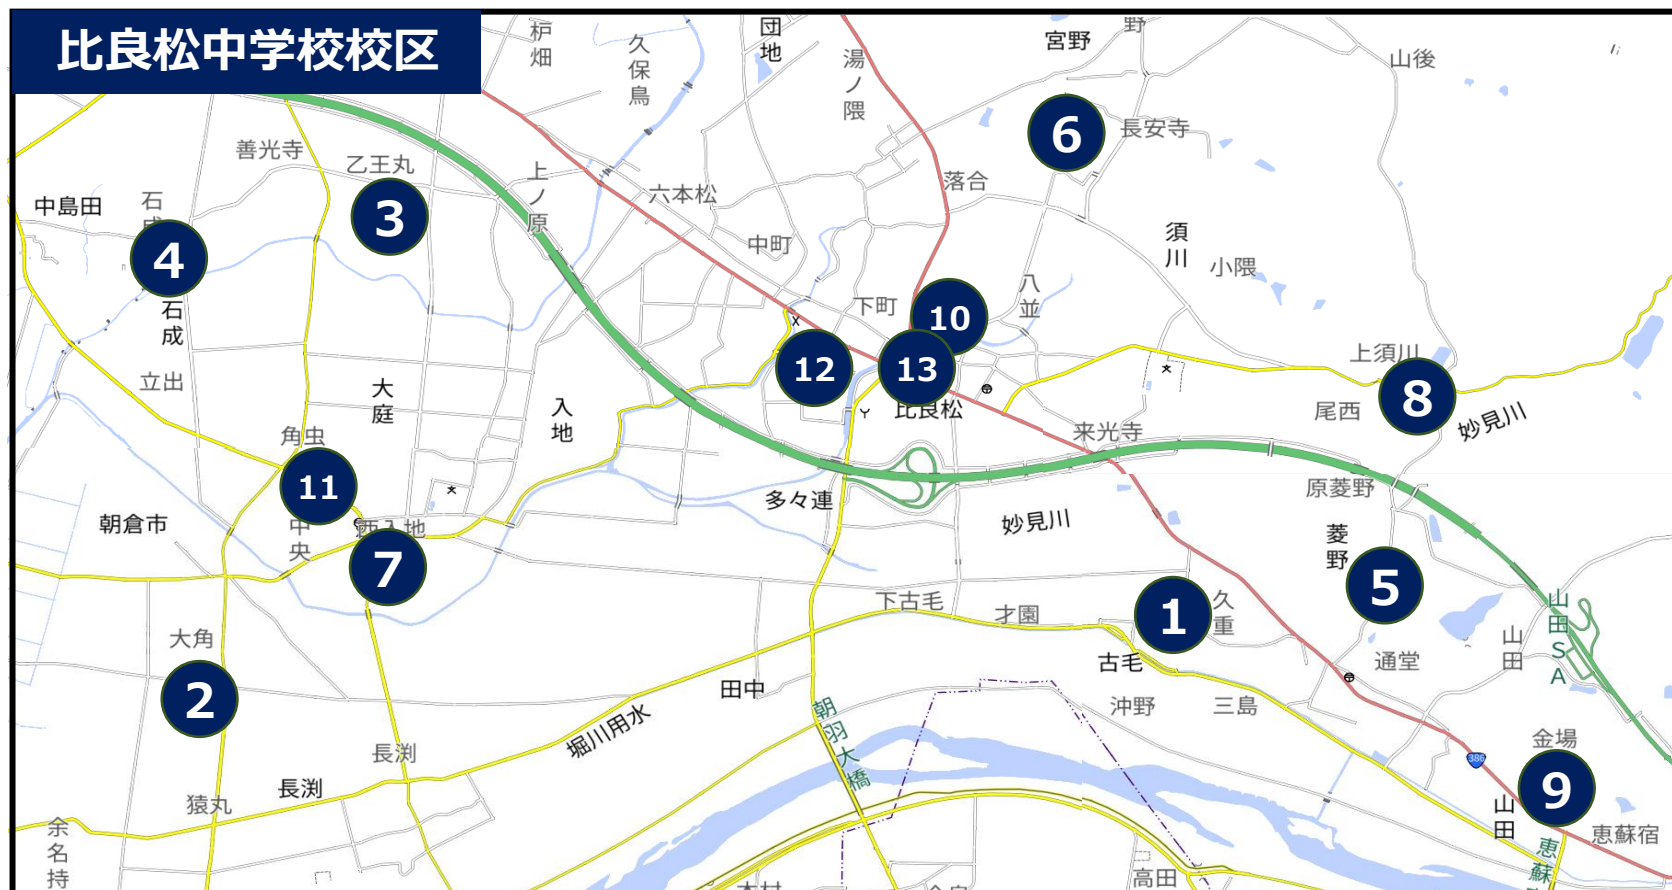 比良松中学校校区
枦畑
久保鳥
団地
湯ノ隈
宮野
野
山後
善光寺
乙王丸
上ノ原
六本松
落合
6
長安寺
中島田
石成
3
中町
須川
小隈
4
石成
下町
10
八並
立出
大庭
入地
12
13
比良松
上須川
8
尾西
妙見川
角虫
11
来光寺
原菱野
朝倉市
中央
西入地
7
多々連
妙見川
菱野
5
大角
2
下古毛
才園
1
久重
古毛
山田
通堂
山田SA
田中
朝羽大橋
沖野
三島
堀川用水
長渕
長渕
猿丸
386
金場
9
山田
恵蘇宿
恵蘇
余名持
高田